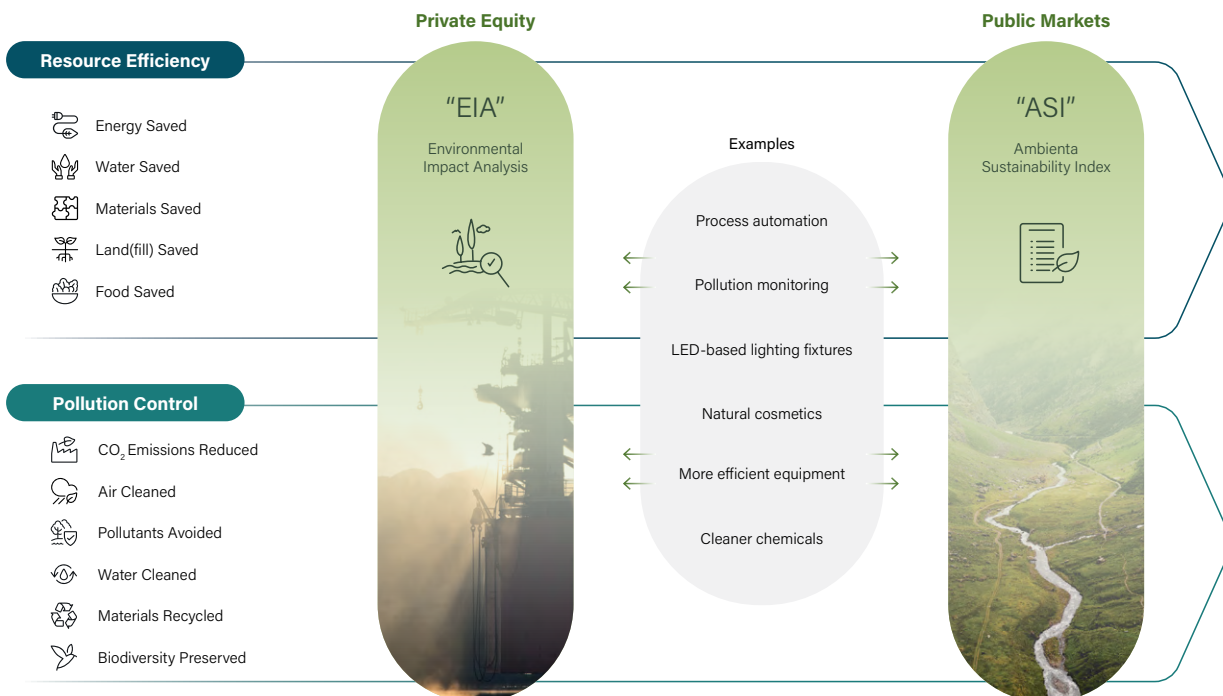 Private Equity
Public Markets
Resource Efficiency
Energy Saved
Water Saved
Materials Saved
Land(fill) Saved
Food Saved
Pollution Control
CO₂ Emissions Reduced
Air Cleaned
Pollutants Avoided
Water Cleaned
Materials Recycled
Biodiversity Preserved
“EIA”
Environmental
Impact Analysis
Examples
Process automation
Pollution monitoring
LED-based lighting fixtures
Natural cosmetics
More efficient equipment
Cleaner chemicals
“ASI”
Ambienta
Sustainability Index